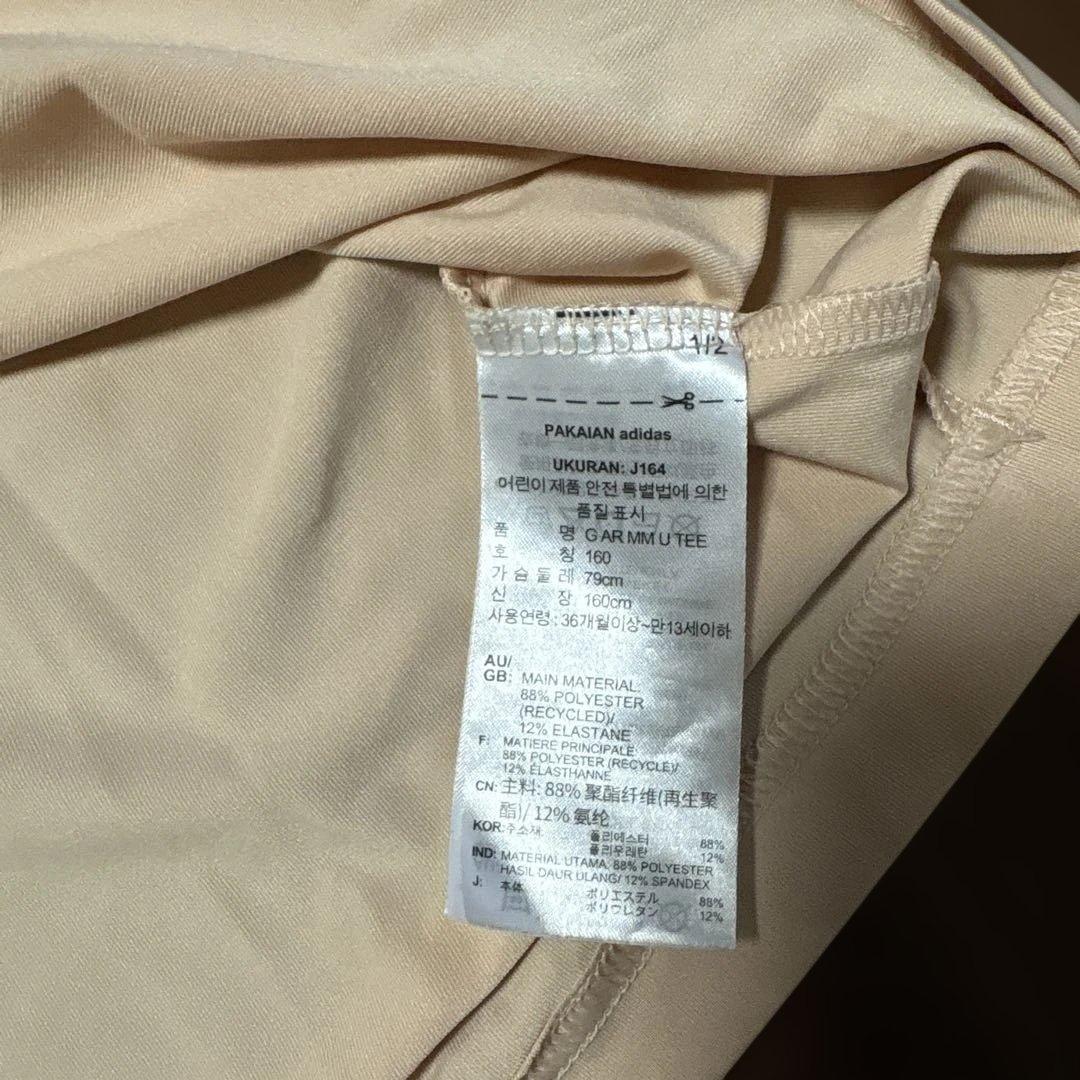 1/2
PAKAIAN adidas
UKURAN: J164
어린이제품 안전 특별법에 의한
품질 표시
품 명 G AR MM U TEE
호 칭 160
가 슴 둘 레 79cm
신 장 160cm
사용연령 : 36개월이상~만13세이하
AU/
GB: MAIN MATERIAL:
88% POLYESTER
(RECYCLED)/
12% ELASTANE
F: MATIERE PRINCIPALE
88% POLYESTER (RECYCLE)/
12% ELASTHANNE
CN: 主料: 88% 聚酯纤维(再生聚
酯)/ 12% 氨纶
KOR: 주소재: 폴리에스터 88%
폴리우레탄 12%
IND: MATERIAL UTAMA: 88% POLYESTER
HASIL DAUR ULANG/ 12% SPANDEX
J: 本体 ポリエステル 88%
ポリウレタン 12%